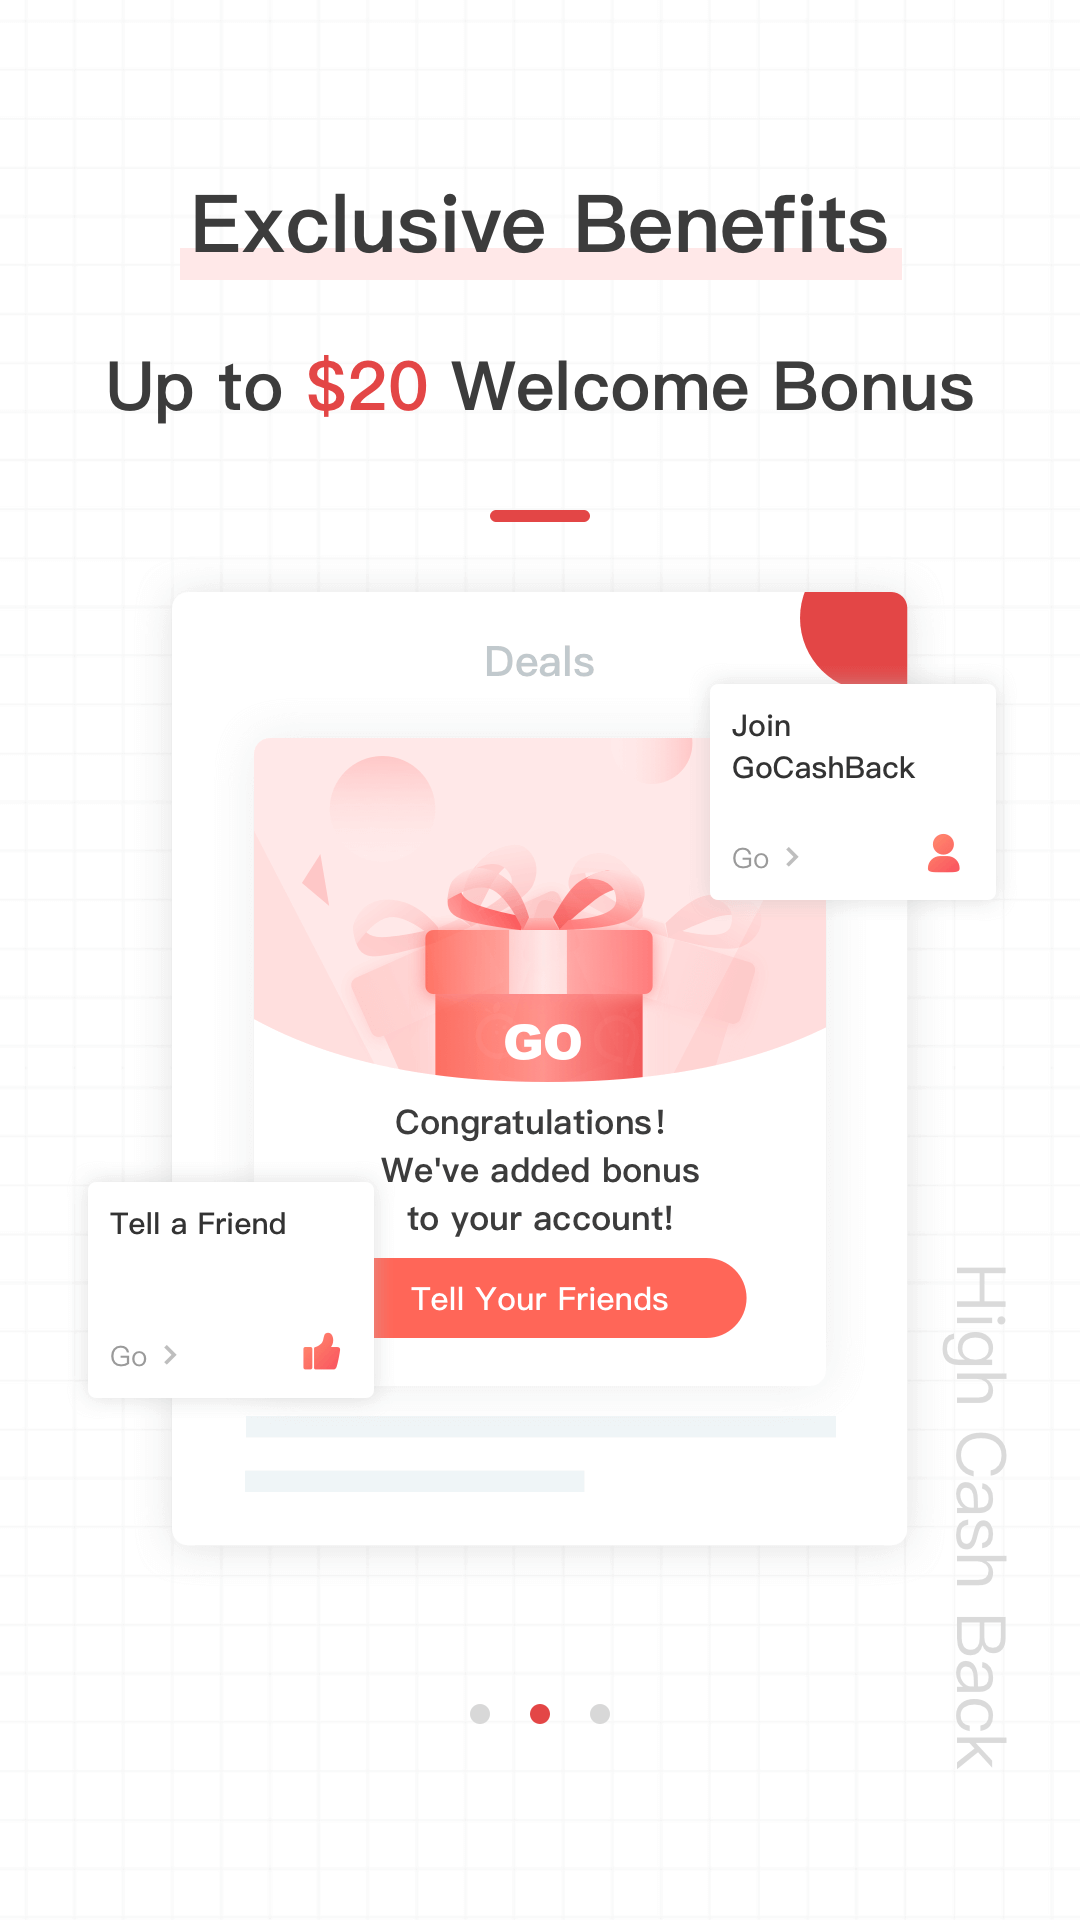 Exclusive Benefits
Up to $20 Welcome Bonus
Deals
Join
GoCashBack
Go
GO
Congratulations!
We've added bonus
to your account!
Tell a Friend
Go
Tell Your Friends
High Cash Back